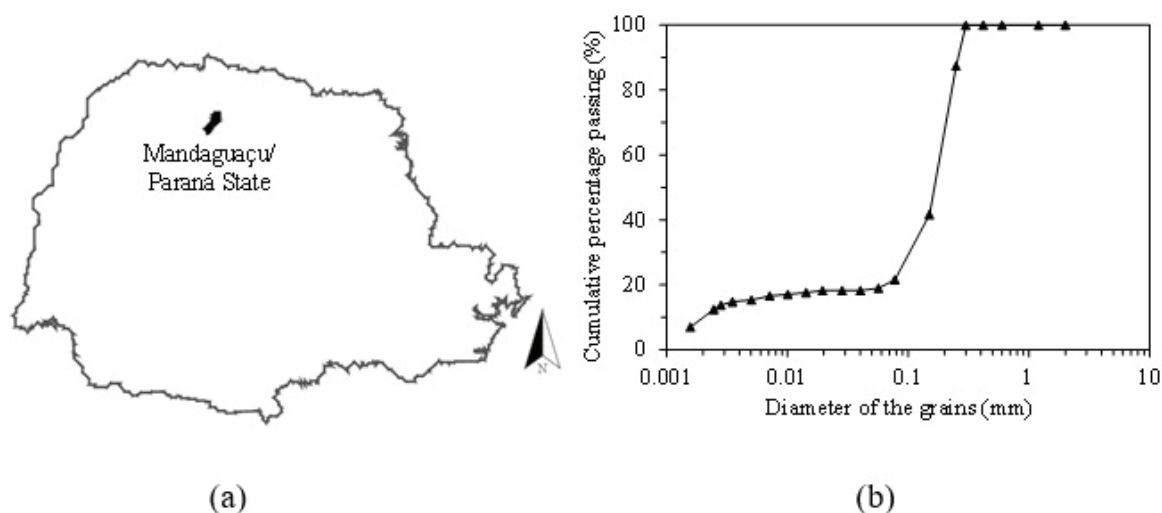 Mandaguaçu/
Paraná State
N
(a)
Cumulative percentage passing (%)
100
80
60
40
20
0
0.001
0.01
0.1
1
10
Diameter of the grains (mm)
(b)